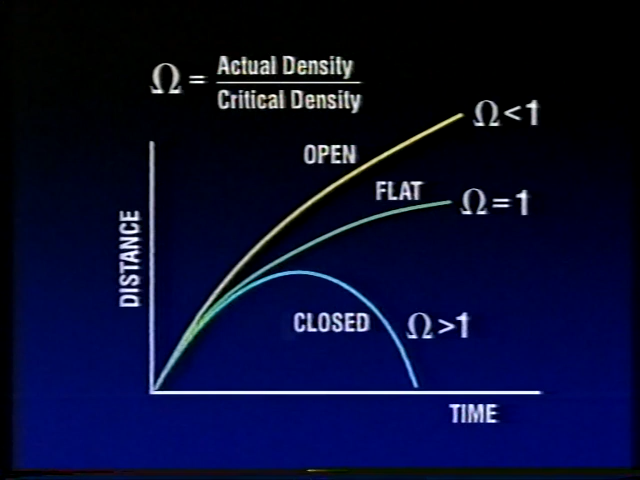 Ω = Actual Density
Critical Density
Ω<1
OPEN
FLAT
Ω=1
DISTANCE
CLOSED
Ω>1
TIME